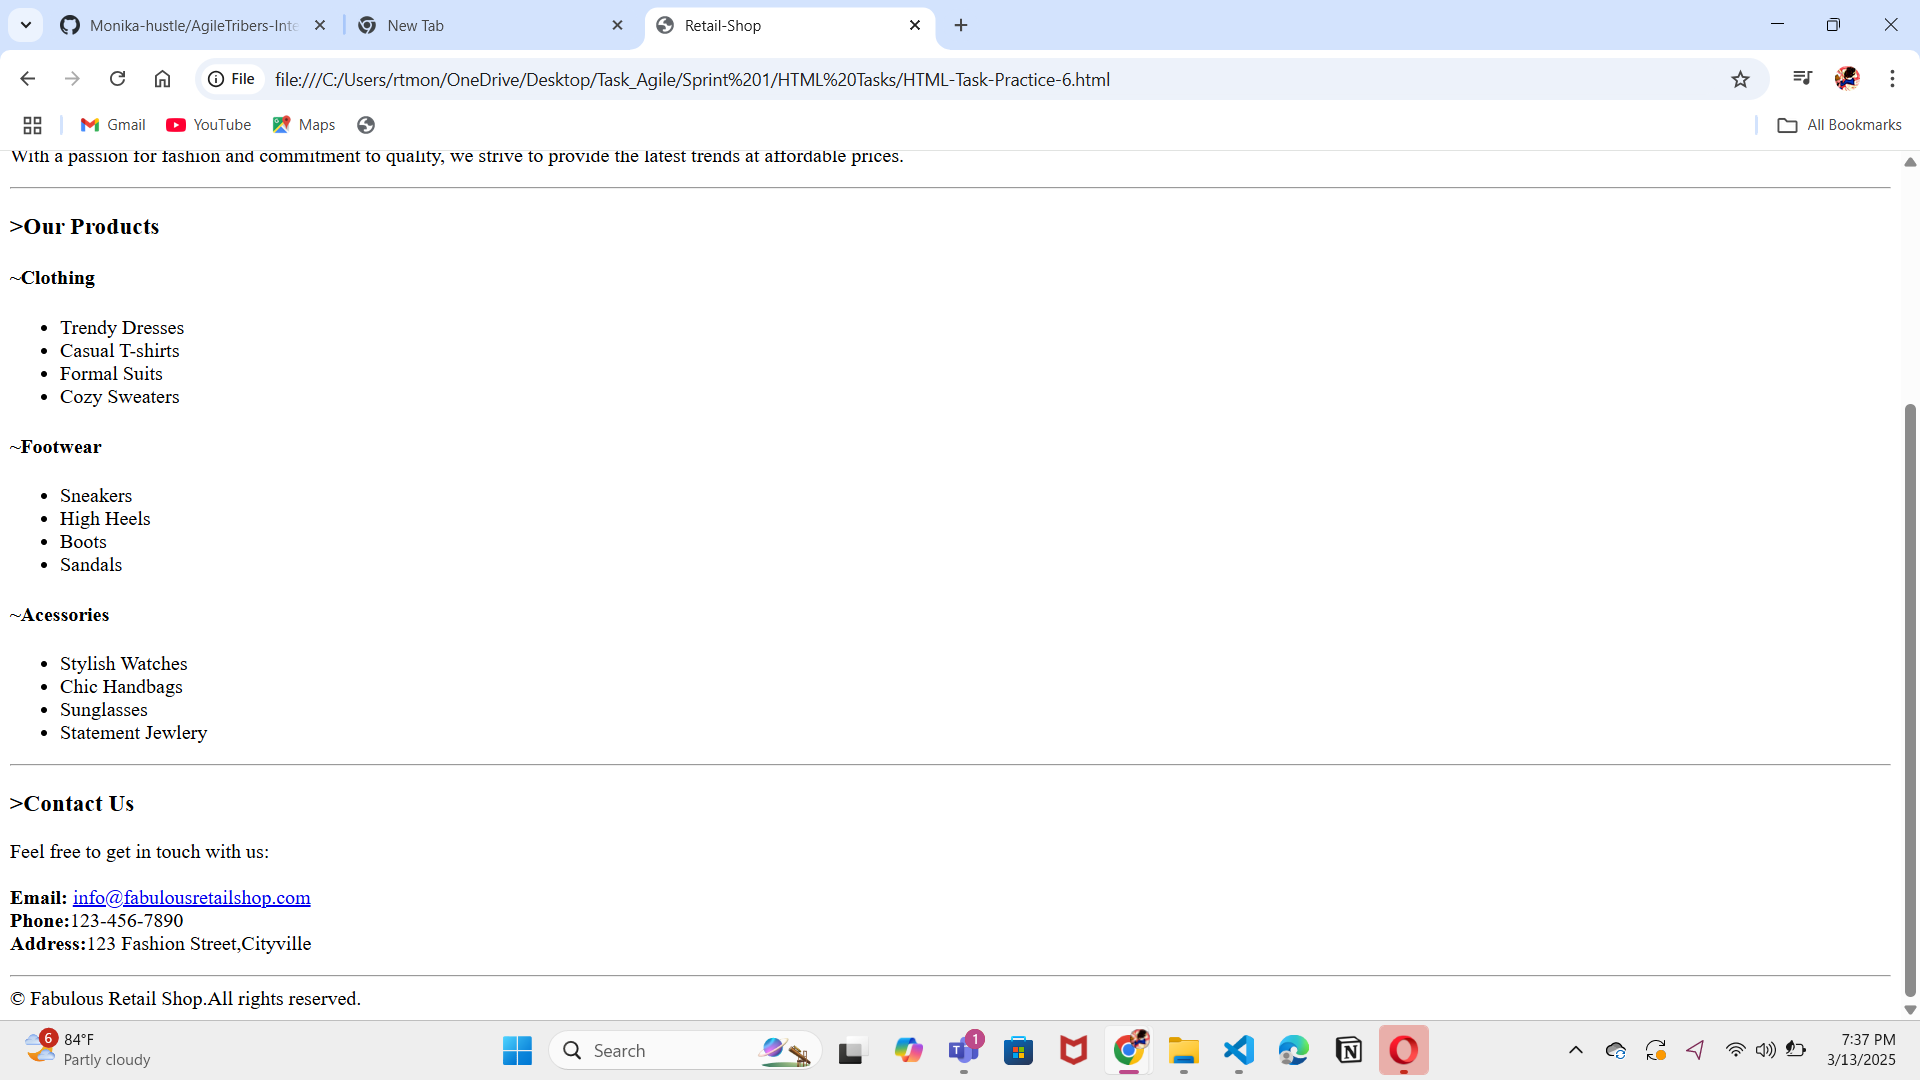 Monika-hustle/AgileTribers-Inte
New Tab
Retail-Shop
File
file:///C:/Users/rtmon/OneDrive/Desktop/Task_Agile/Sprint%201/HTML%20Tasks/HTML-Task-Practice-6.html
Gmail
YouTube
Maps
All Bookmarks
With a passion for fashion and commitment to quality, we strive to provide the latest trends at affordable prices.
>Our Products
~Clothing
• Trendy Dresses
• Casual T-shirts
• Formal Suits
• Cozy Sweaters
~Footwear
• Sneakers
• High Heels
• Boots
• Sandals
~Acessories
• Stylish Watches
• Chic Handbags
• Sunglasses
• Statement Jewlery
>Contact Us
Feel free to get in touch with us:
Email: info@fabulousretailshop.com
Phone:123-456-7890
Address:123 Fashion Street,Cityville
© Fabulous Retail Shop.All rights reserved.
6
84°F
Partly cloudy
Search
1
7:37 PM
3/13/2025